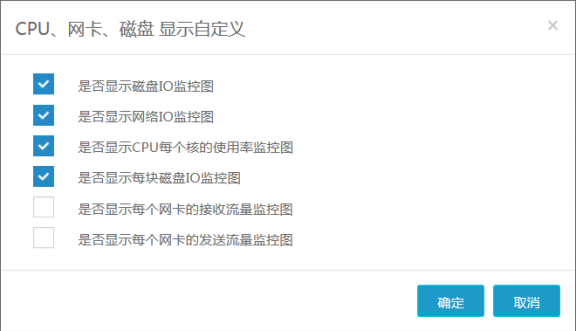 CPU、网卡、磁盘 显示自定义
是否显示磁盘IO监控图
是否显示网络IO监控图
是否显示CPU每个核的使用率监控图
是否显示每块磁盘IO监控图
是否显示每个网卡的接收流量监控图
是否显示每个网卡的发送流量监控图
确定 取消